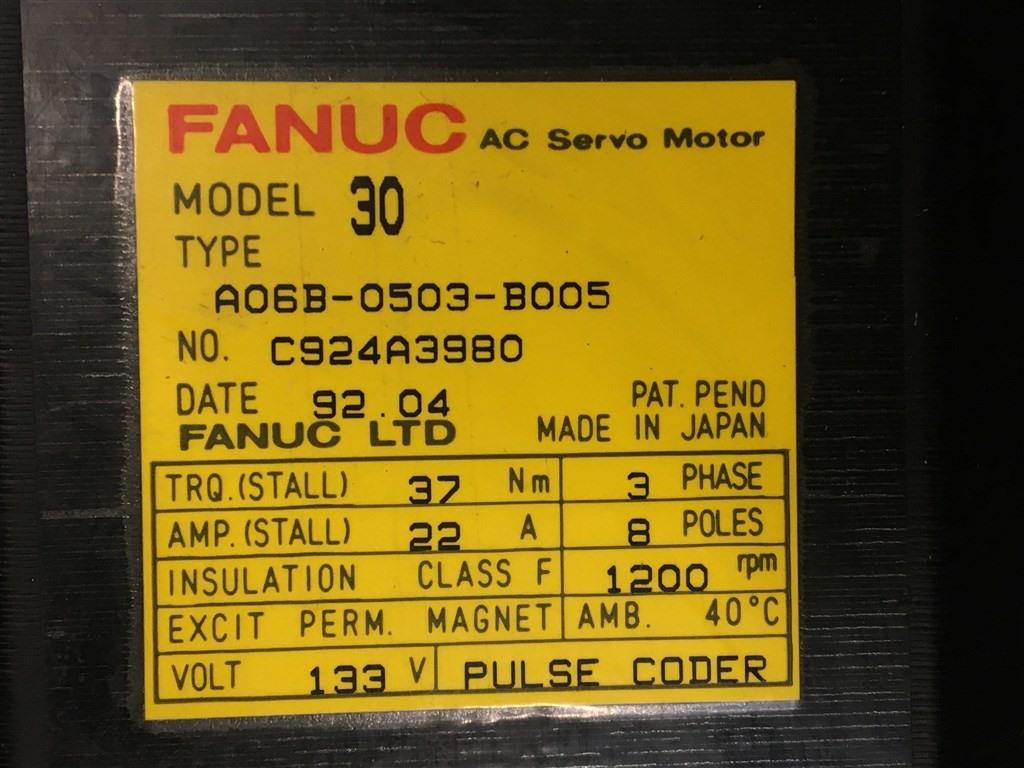 FANUC AC Servo Motor
MODEL 30
TYPE
A06B-0503-B005
NO. C924A3980
DATE 92.04 PAT. PEND
FANUC LTD MADE IN JAPAN
TRQ.(STALL) 37 Nm 3 PHASE
AMP.(STALL) 22 A 8 POLES
INSULATION CLASS F 1200 rpm
EXCIT PERM. MAGNET AMB. 40°C
VOLT 133 V PULSE CODER